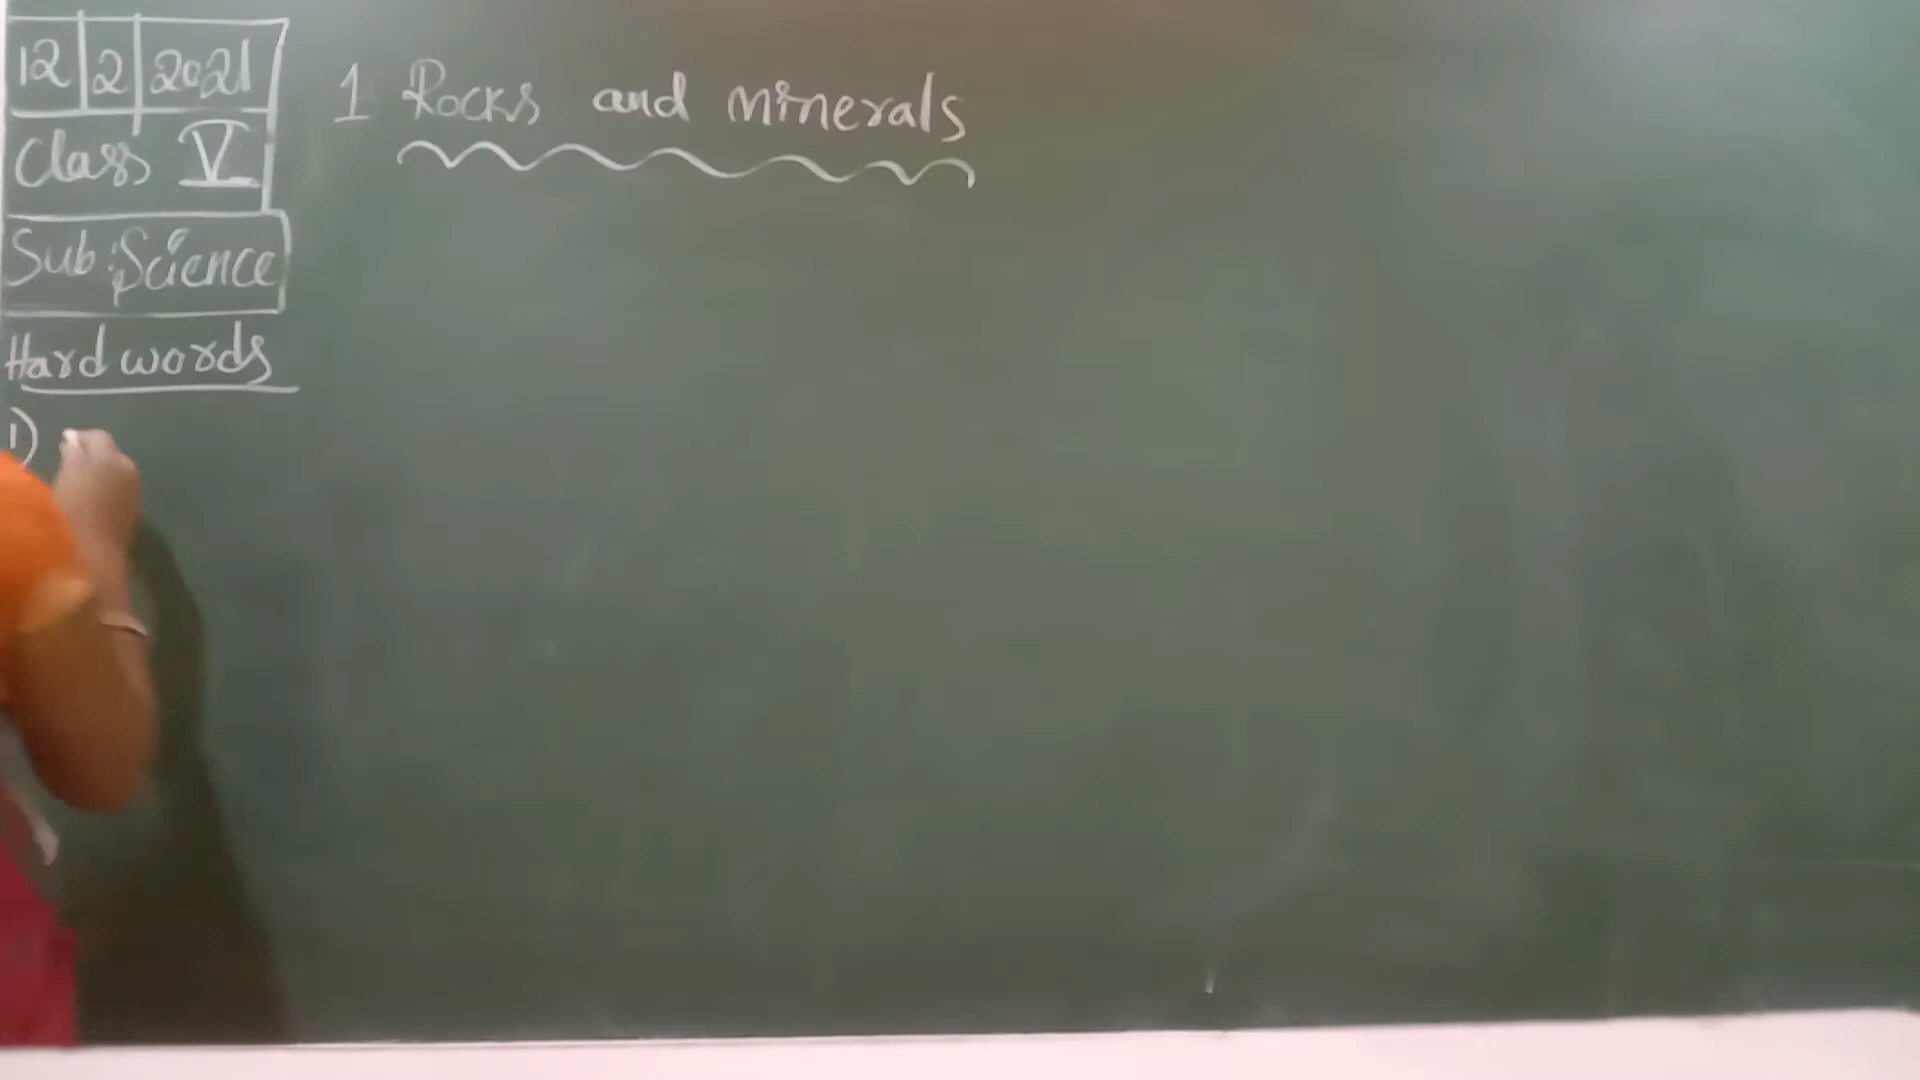 12 | 2 | 2021
Class V
Sub: Science
Hard words
1)
1 Rocks and minerals